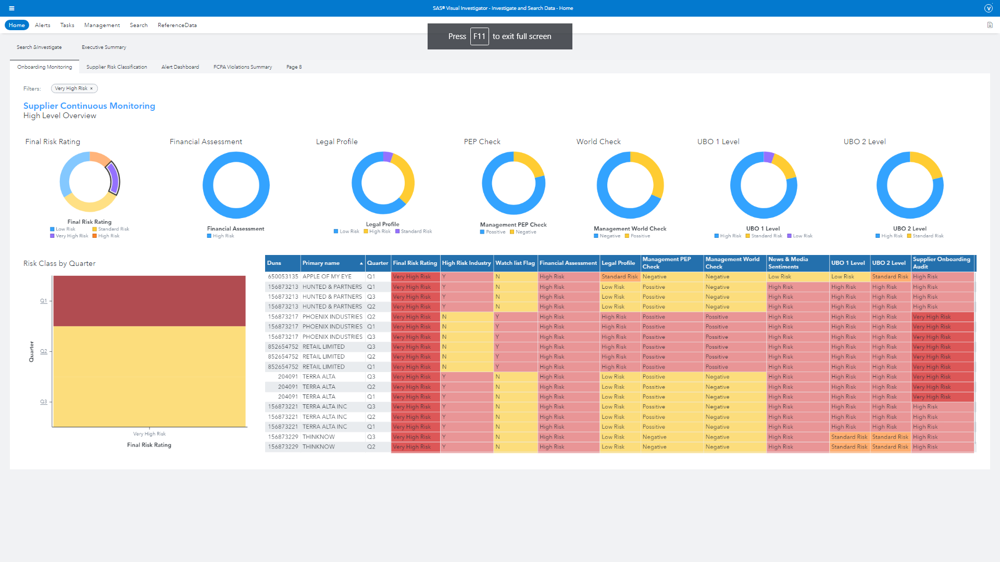 SAS® Visual Investigator - Investigate and Search Data - Home
V
Home Alerts Tasks Management Search ReferenceData
Press F11 to exit full screen
Search &Investigate Executive Summary
Onboarding Monitoring Supplier Risk Classification Alert Dashboard FCPA Violations Summary Page 8
Filters: Very High Risk ×
Supplier Continuous Monitoring
High Level Overview
Final Risk Rating Financial Assessment Legal Profile PEP Check World Check UBO 1 Level UBO 2 Level
Final Risk Rating
Low Risk Standard Risk
Very High Risk High Risk
Financial Assessment
High Risk
Legal Profile
Low Risk High Risk Standard Risk
Management PEP Check
Possitive Negative
Management World Check
Negative Possitive
UBO 1 Level
High Risk Standard Risk Low Risk
UBO 2 Level
High Risk Standard Risk
Risk Class by Quarter
Quarter
Q1
Q2
Q3
Very High Risk
Final Risk Rating
Duns Primary name Quarter Final Risk Rating High Risk Industry Watch list Flag Financial Assessment Legal Profile Management PEP Check Management World Check News & Media Sentiments UBO 1 Level UBO 2 Level Supplier Onboarding Audit
650053135 APPLE OF MY EYE Q1 Very High Risk Y N High Risk Standard Risk Negative Negative Low Risk Low Risk Standard Risk High Risk
156873213 HUNTED & PARTNERS Q1 Very High Risk Y N High Risk Low Risk Possitive Negative High Risk High Risk High Risk High Risk
156873213 HUNTED & PARTNERS Q3 Very High Risk Y N High Risk Low Risk Possitive Negative High Risk High Risk High Risk High Risk
156873213 HUNTED & PARTNERS Q2 Very High Risk Y N High Risk Low Risk Possitive Negative High Risk High Risk High Risk High Risk
156873217 PHOENIX INDUSTRIES Q2 Very High Risk N Y High Risk High Risk Possitive Possitive High Risk High Risk High Risk Very High Risk
156873217 PHOENIX INDUSTRIES Q1 Very High Risk N Y High Risk High Risk Possitive Possitive High Risk High Risk High Risk Very High Risk
156873217 PHOENIX INDUSTRIES Q3 Very High Risk N Y High Risk High Risk Possitive Possitive High Risk High Risk High Risk Very High Risk
852654752 RETAIL LIMITED Q3 Very High Risk N Y High Risk High Risk Possitive Possitive High Risk High Risk High Risk Very High Risk
852654752 RETAIL LIMITED Q2 Very High Risk N Y High Risk High Risk Possitive Possitive High Risk High Risk High Risk Very High Risk
852654752 RETAIL LIMITED Q1 Very High Risk N Y High Risk High Risk Possitive Possitive High Risk High Risk High Risk Very High Risk
204091 TERRA ALTA Q3 Very High Risk Y N High Risk Low Risk Possitive Negative High Risk High Risk High Risk Very High Risk
204091 TERRA ALTA Q2 Very High Risk Y N High Risk Low Risk Possitive Negative High Risk High Risk High Risk Very High Risk
204091 TERRA ALTA Q1 Very High Risk Y N High Risk Low Risk Possitive Negative High Risk High Risk High Risk Very High Risk
156873221 TERRA ALTA INC Q3 Very High Risk Y N High Risk Low Risk Possitive Negative High Risk High Risk High Risk High Risk
156873221 TERRA ALTA INC Q2 Very High Risk Y N High Risk Low Risk Possitive Negative High Risk High Risk High Risk High Risk
156873221 TERRA ALTA INC Q1 Very High Risk Y N High Risk Low Risk Possitive Negative High Risk High Risk High Risk High Risk
156873229 THINKNOW Q3 Very High Risk Y N High Risk Low Risk Negative Negative High Risk Standard Risk Standard Risk High Risk
156873229 THINKNOW Q2 Very High Risk Y N High Risk Low Risk Negative Negative High Risk Standard Risk Standard Risk High Risk